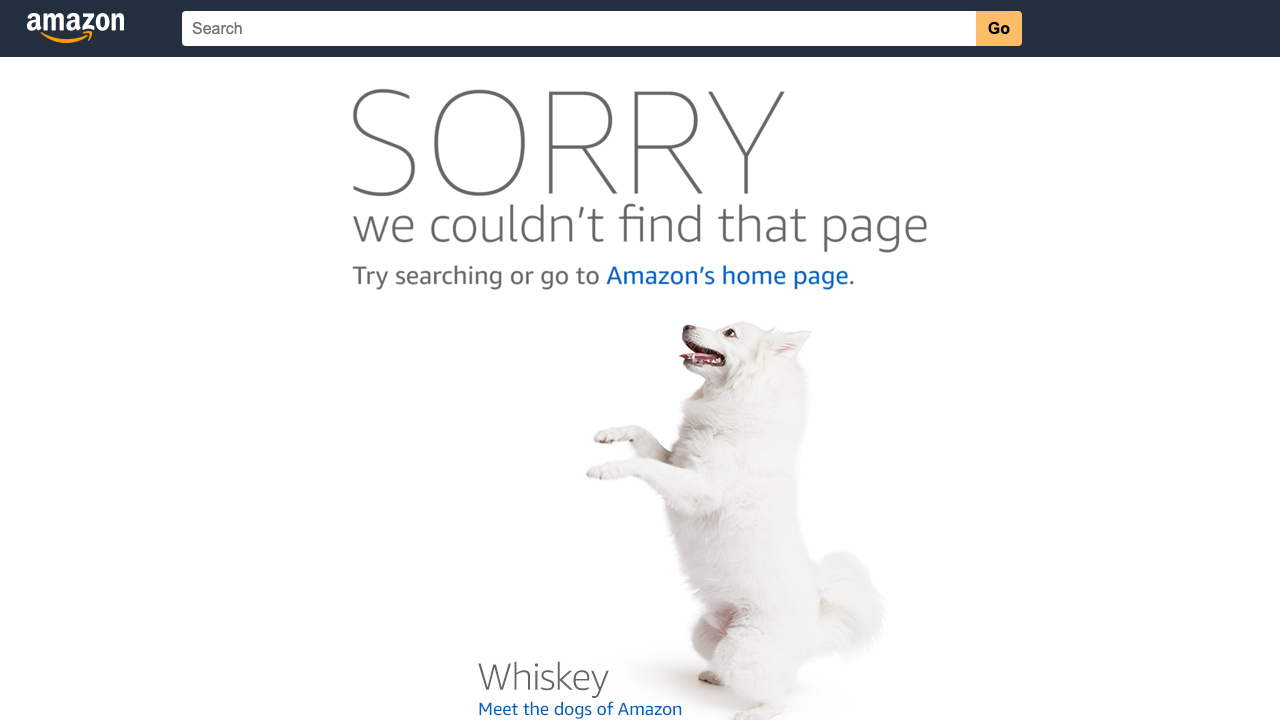 amazon
Search
Go
SORRY
we couldn't find that page
Try searching or go to Amazon's home page.
Whiskey
Meet the dogs of Amazon